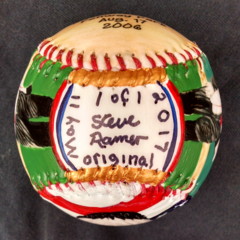 AUG. 17
2006
1 of 1
May 11
2017
Steve
Ramer
original